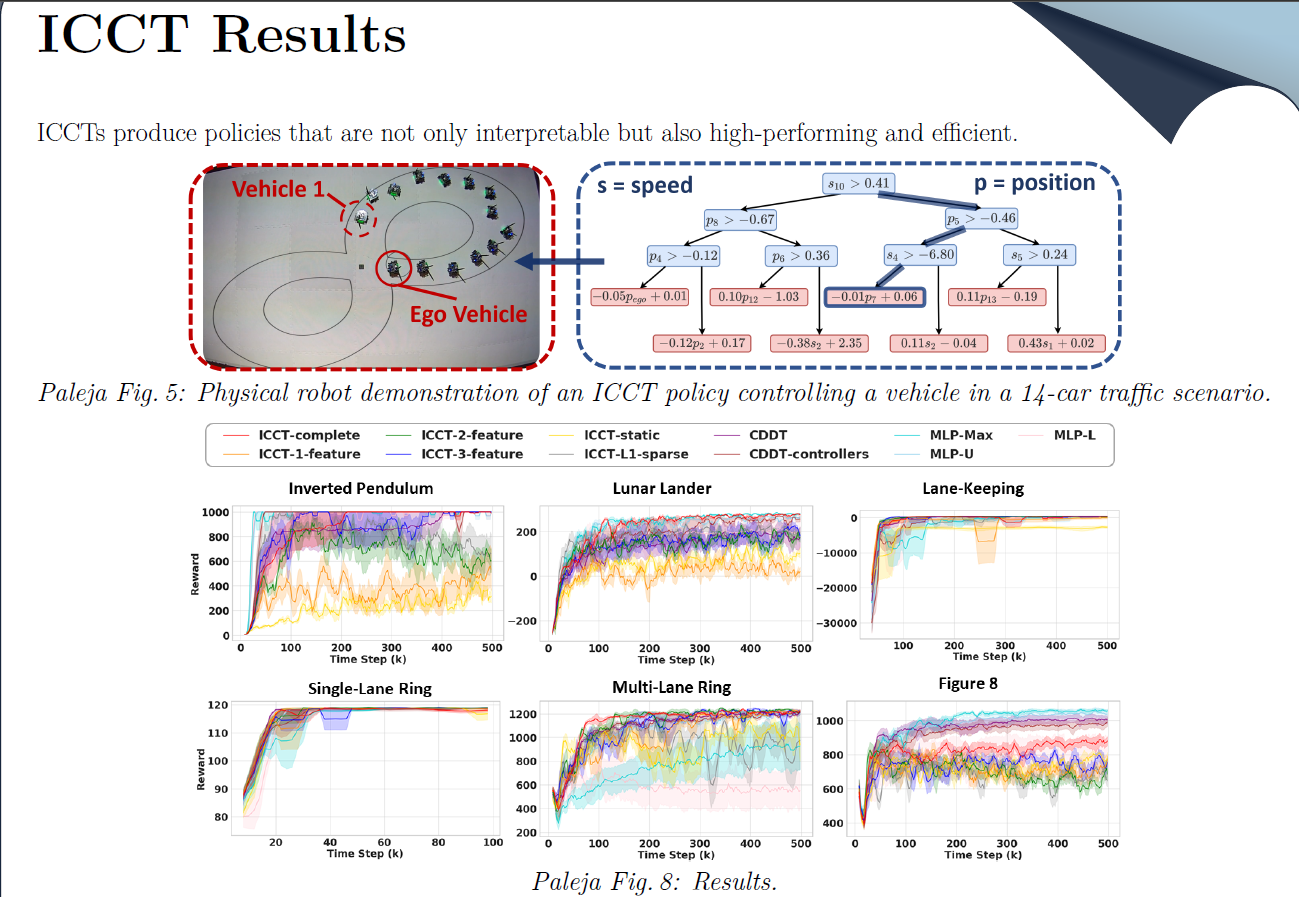 ICCT Results
ICCTs produce policies that are not only interpretable but also high-performing and efficient.
Vehicle 1
Ego Vehicle
s = speed
p = position
s₁₀ > 0.41
p₈ > −0.67
p₅ > −0.46
p₄ > −0.12
p₆ > 0.36
s₄ > −6.80
s₅ > 0.24
−0.05p_ego + 0.01
0.10p₁₂ − 1.03
−0.01p₇ + 0.06
0.11p₁₃ − 0.19
−0.12p₂ + 0.17
−0.38s₂ + 2.35
0.11s₂ − 0.04
0.43s₁ + 0.02
Paleja Fig. 5: Physical robot demonstration of an ICCT policy controlling a vehicle in a 14-car traffic scenario.
ICCT-complete ICCT-2-feature ICCT-static CDDT MLP-Max MLP-L
ICCT-1-feature ICCT-3-feature ICCT-L1-sparse CDDT-controllers MLP-U
Inverted Pendulum
Reward
1000
800
600
400
200
0
0 100 200 300 400 500
Time Step (k)
Lunar Lander
200
0
−200
0 100 200 300 400 500
Time Step (k)
Lane-Keeping
0
−10000
−20000
−30000
100 200 300 400 500
Time Step (k)
Single-Lane Ring
Reward
120
110
100
90
80
20 40 60 80 100
Time Step (k)
Multi-Lane Ring
1200
1000
800
600
400
200
0 100 200 300 400 500
Time Step (k)
Figure 8
1000
800
600
400
0 100 200 300 400 500
Time Step (k)
Paleja Fig. 8: Results.